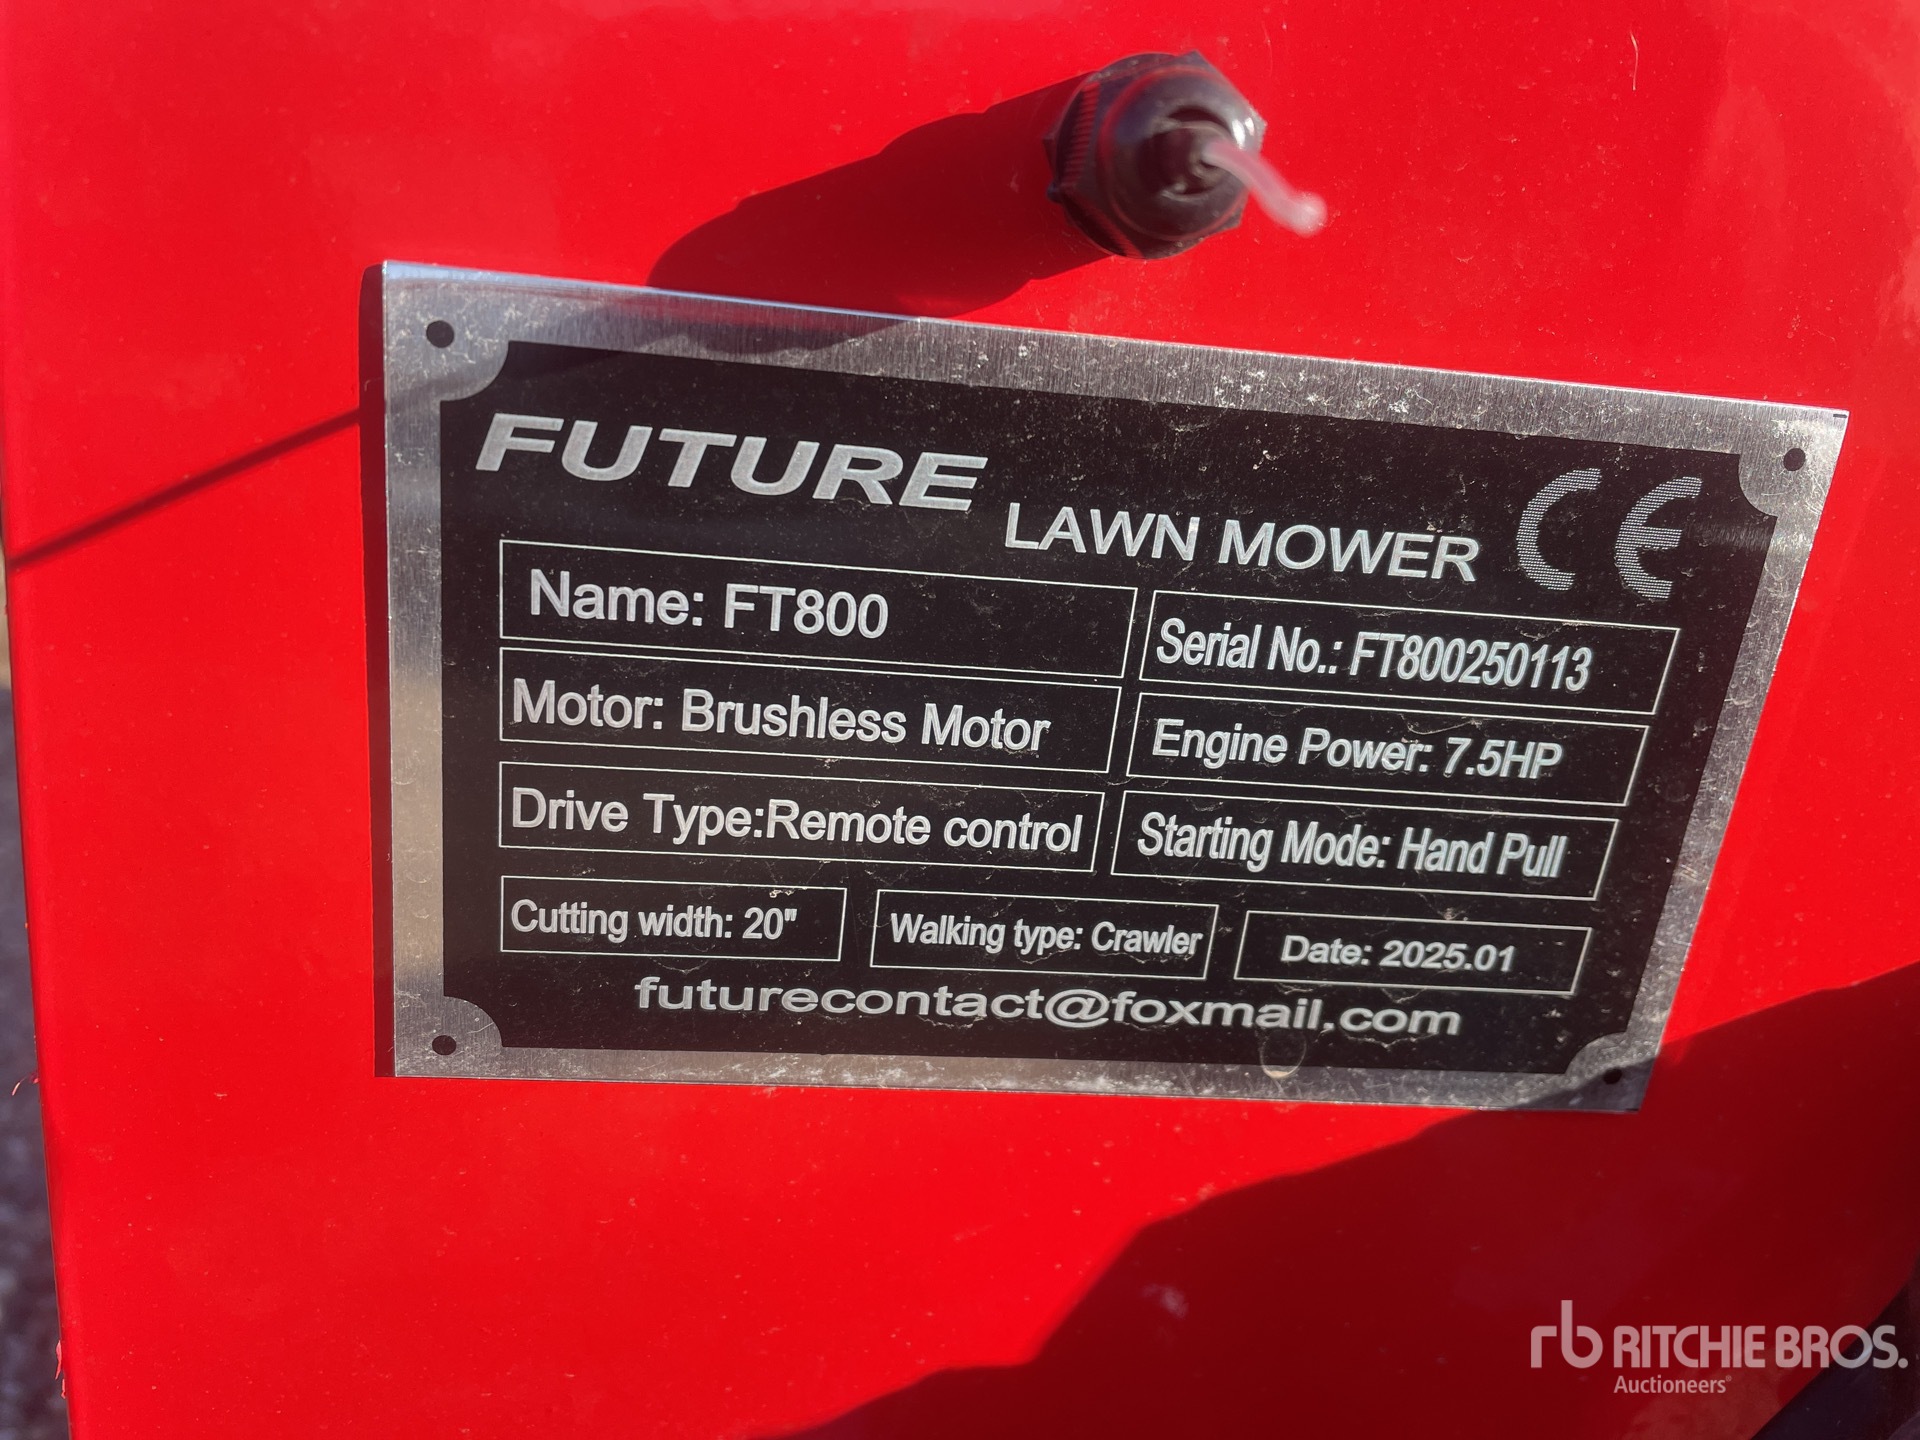 FUTURE LAWN MOWER CE
Name: FT800
Serial No.: FT800250113
Motor: Brushless Motor
Engine Power: 7.5HP
Drive Type:Remote control
Starting Mode: Hand Pull
Cutting width: 20"
Walking type: Crawler
Date: 2025.01
futurecontact@foxmail.com
rb RITCHIE BROS.
Auctioneers